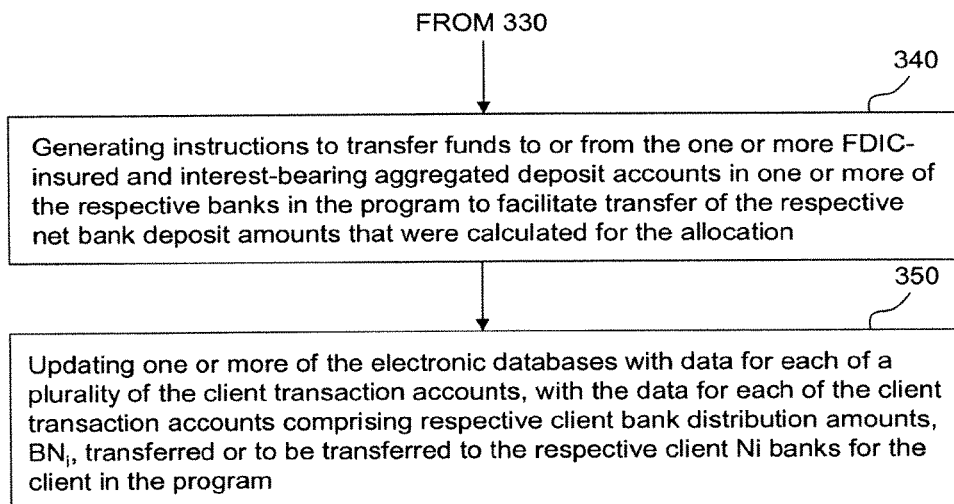 FROM 330
340
Generating instructions to transfer funds to or from the one or more FDIC-
insured and interest-bearing aggregated deposit accounts in one or more of
the respective banks in the program to facilitate transfer of the respective
net bank deposit amounts that were calculated for the allocation
350
Updating one or more of the electronic databases with data for each of a
plurality of the client transaction accounts, with the data for each of the client
transaction accounts comprising respective client bank distribution amounts,
BNi, transferred or to be transferred to the respective client Ni banks for the
client in the program